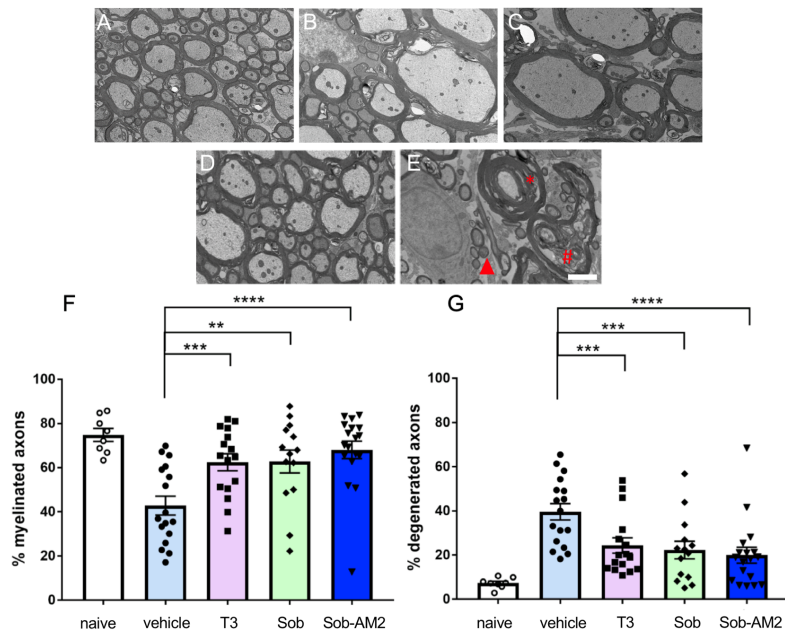 A B C
D E
#
F G
****
**
***
****
***
***
% myelinated axons
100
80
60
40
20
0
naive vehicle T3 Sob Sob-AM2
% degenerated axons
100
80
60
40
20
0
naive vehicle T3 Sob Sob-AM2